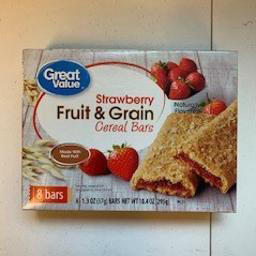 Great
Value
Strawberry
Fruit & Grain
Cereal Bars
Naturally
Flavored
Made With
Real Fruit
8 bars
8 - 1.3 OZ (37g) BARS NET WT 10.4 OZ (295g)